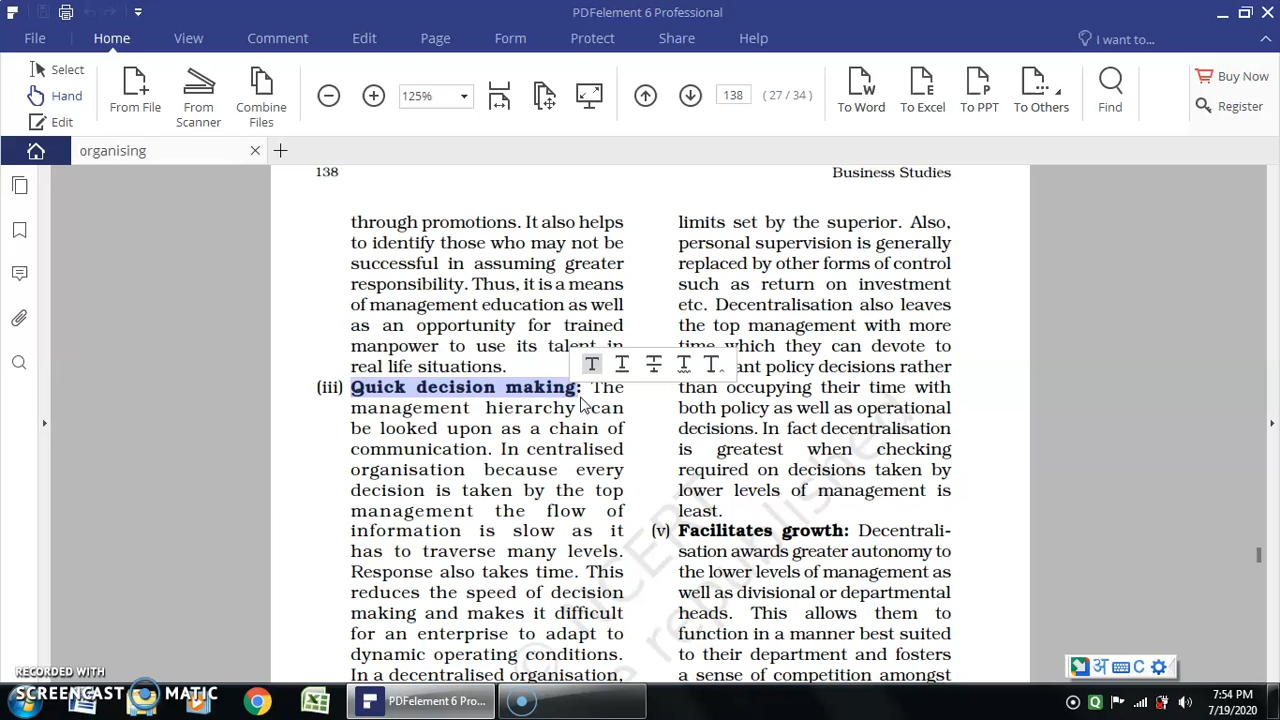 PDFelement 6 Professional
File
Home
View
Comment
Edit
Page
Form
Protect
Share
Help
I want to...
Select
Hand
Edit
From File
From Scanner
Combine Files
125%
138
( 27 / 34 )
To Word
To Excel
To PPT
To Others
Find
Buy Now
Register
organising
138
Business Studies
through promotions. It also helps
to identify those who may not be
successful in assuming greater
responsibility. Thus, it is a means
of management education as well
as an opportunity for trained
manpower to use its talent in
real life situations.
(iii) Quick decision making: The
management hierarchy can
be looked upon as a chain of
communication. In centralised
organisation because every
decision is taken by the top
management the flow of
information is slow as it
has to traverse many levels.
Response also takes time. This
reduces the speed of decision
making and makes it difficult
for an enterprise to adapt to
dynamic operating conditions.
In a decentralised organisation,
limits set by the superior. Also,
personal supervision is generally
replaced by other forms of control
such as return on investment
etc. Decentralisation also leaves
the top management with more
time which they can devote to
ant policy decisions rather
than occupying their time with
both policy as well as operational
decisions. In fact decentralisation
is greatest when checking
required on decisions taken by
lower levels of management is
least.
(v) Facilitates growth: Decentrali-
sation awards greater autonomy to
the lower levels of management as
well as divisional or departmental
heads. This allows them to
function in a manner best suited
to their department and fosters
a sense of competition amongst
© NCERT
e republished
RECORDED WITH
SCREENCAST MATIC
PDFelement 6 Pro...
अ
7:54 PM
7/19/2020